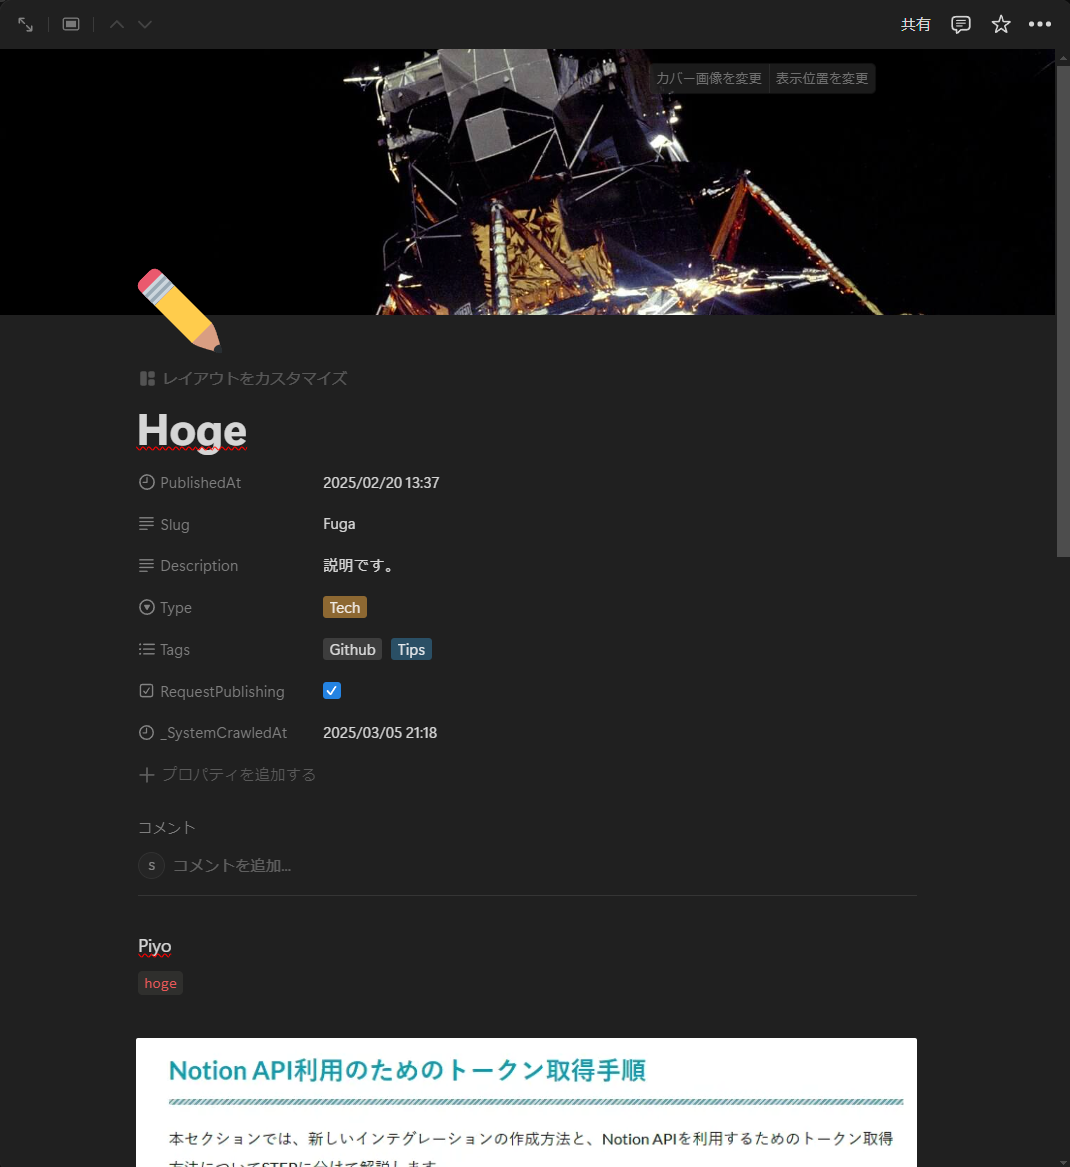 共有
カバー画像を変更 表示位置を変更
レイアウトをカスタマイズ
Hoge
PublishedAt 2025/02/20 13:37
Slug Fuga
Description 説明です。
Type Tech
Tags Github Tips
RequestPublishing
_SystemCrawledAt 2025/03/05 21:18
プロパティを追加する
コメント
S コメントを追加...
Piyo
hoge
Notion API利用のためのトークン取得手順
本セクションでは、新しいインテグレーションの作成方法と、Notion APIを利用するためのトークン取得
方法についてSTEPに分けて解説します